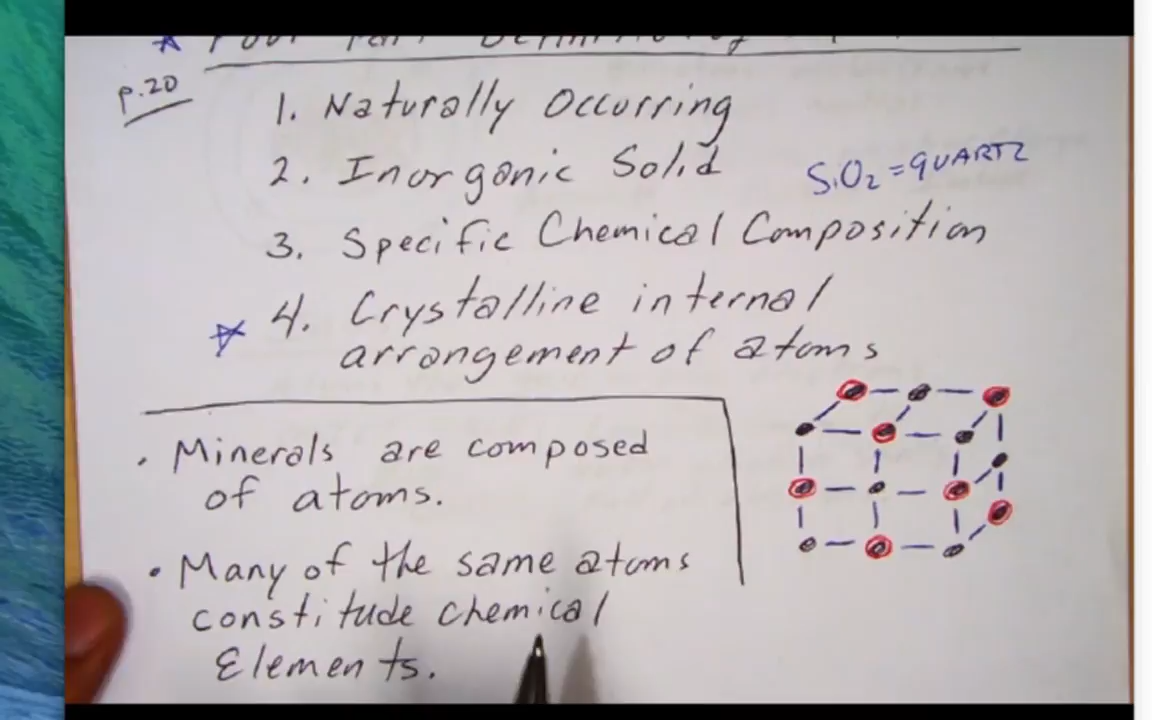 p.20
1. Naturally Occurring
2. Inorganic Solid
SiO2 = QUARTZ
3. Specific Chemical Composition
4. Crystalline internal
arrangement of atoms
. Minerals are composed
of atoms.
• Many of the same atoms
constitude chemical
Elements.